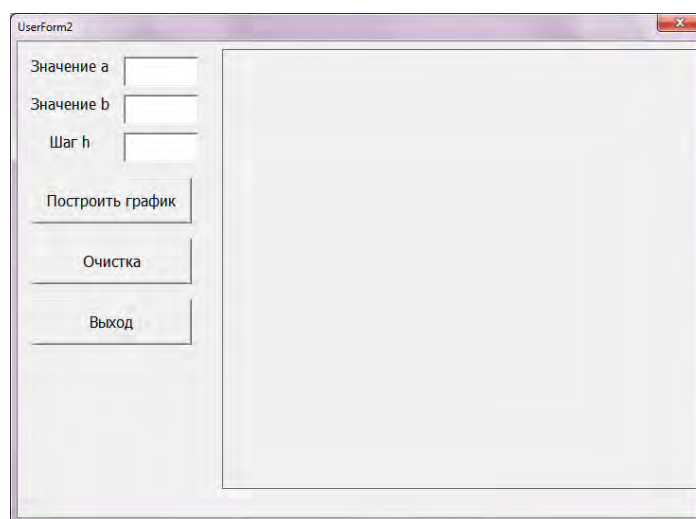 UserForm2
Значение a
Значение b
Шаг h
Построить график
Очистка
Выход